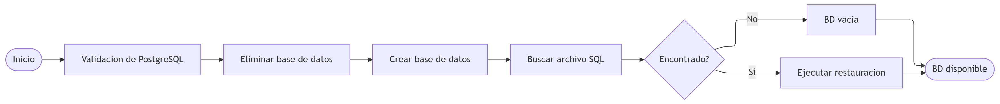 Inicio
Validacion de PostgreSQL
Eliminar base de datos
Crear base de datos
Buscar archivo SQL
Encontrado?
No
BD vacia
Si
Ejecutar restauracion
BD disponible